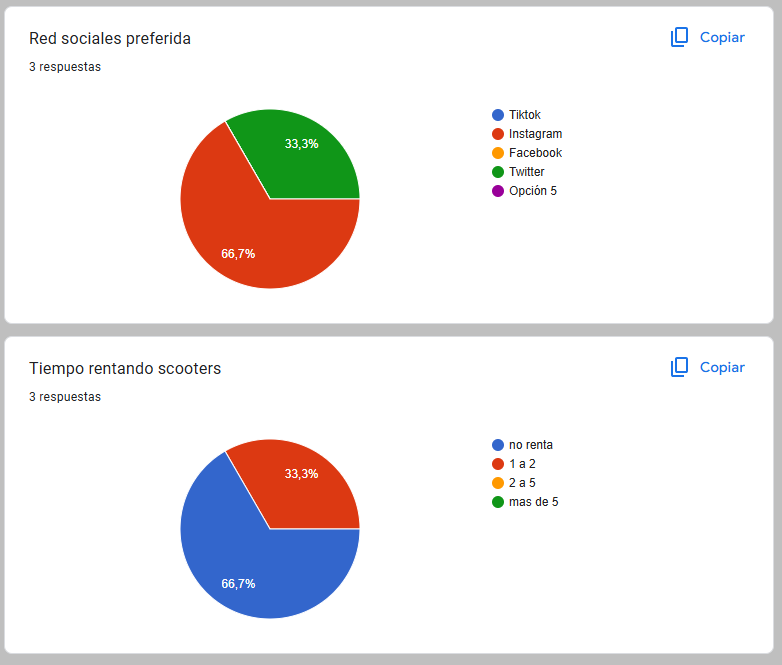 Red sociales preferida
Copiar
3 respuestas
33,3%
66,7%
Tiktok
Instagram
Facebook
Twitter
Opción 5
Tiempo rentando scooters
Copiar
3 respuestas
33,3%
66,7%
no renta
1 a 2
2 a 5
mas de 5